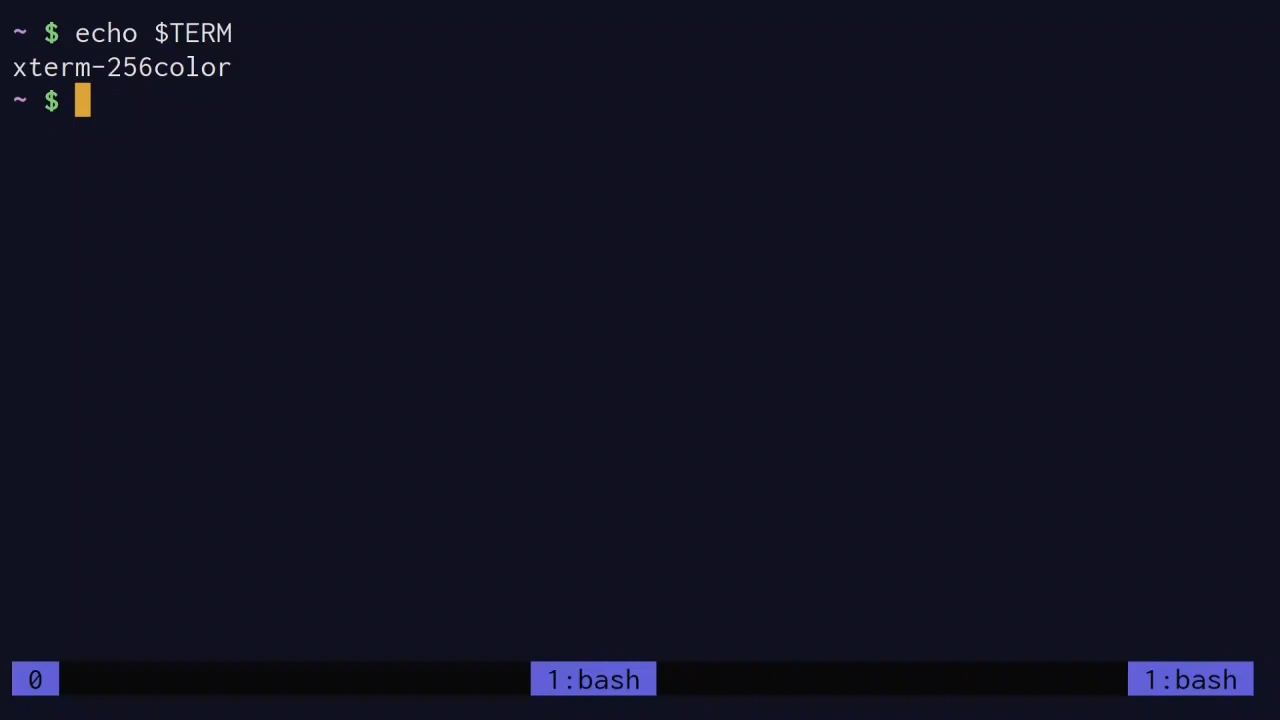 ~ $ echo $TERM
xterm-256color
~ $
0 1:bash 1:bash